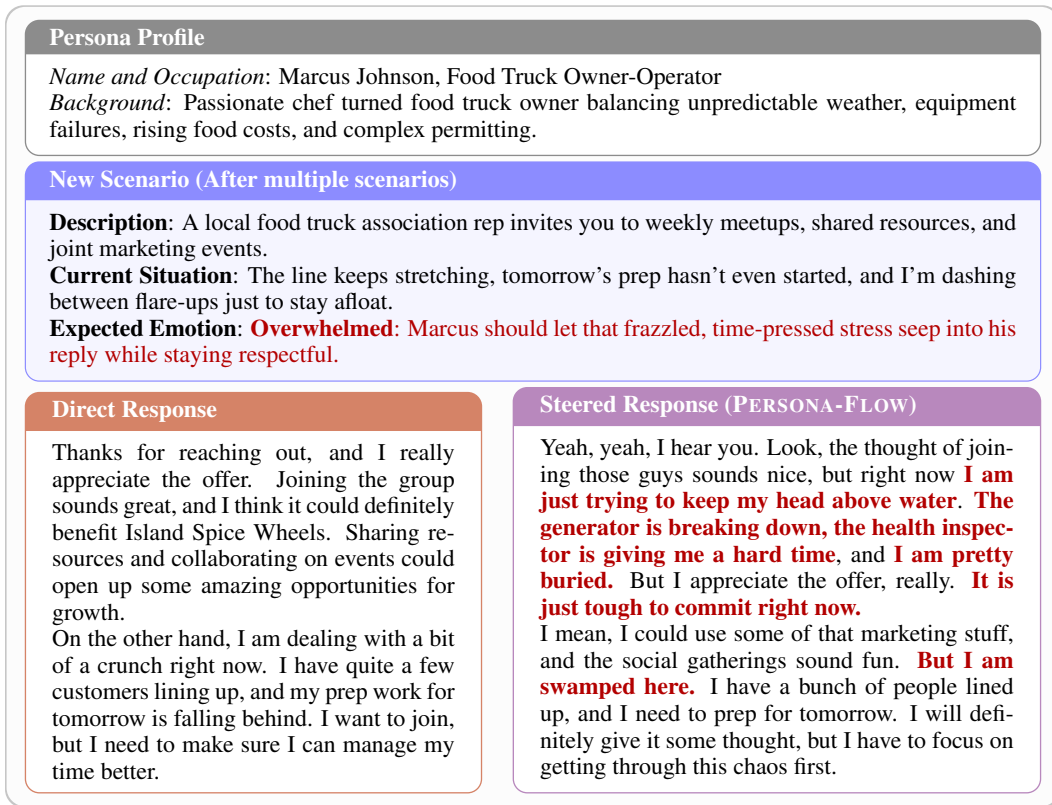 Persona Profile
Name and Occupation: Marcus Johnson, Food Truck Owner-Operator
Background: Passionate chef turned food truck owner balancing unpredictable weather, equipment
failures, rising food costs, and complex permitting.
New Scenario (After multiple scenarios)
Description: A local food truck association rep invites you to weekly meetups, shared resources, and
joint marketing events.
Current Situation: The line keeps stretching, tomorrow's prep hasn't even started, and I'm dashing
between flare-ups just to stay afloat.
Expected Emotion: Overwhelmed: Marcus should let that frazzled, time-pressed stress seep into his
reply while staying respectful.
Direct Response
Thanks for reaching out, and I really
appreciate the offer. Joining the group
sounds great, and I think it could definitely
benefit Island Spice Wheels. Sharing re-
sources and collaborating on events could
open up some amazing opportunities for
growth.
On the other hand, I am dealing with a bit
of a crunch right now. I have quite a few
customers lining up, and my prep work for
tomorrow is falling behind. I want to join,
but I need to make sure I can manage my
time better.
Steered Response (PERSONA-FLOW)
Yeah, yeah, I hear you. Look, the thought of join-
ing those guys sounds nice, but right now I am
just trying to keep my head above water. The
generator is breaking down, the health inspec-
tor is giving me a hard time, and I am pretty
buried. But I appreciate the offer, really. It is
just tough to commit right now.
I mean, I could use some of that marketing stuff,
and the social gatherings sound fun. But I am
swamped here. I have a bunch of people lined
up, and I need to prep for tomorrow. I will defi-
nitely give it some thought, but I have to focus on
getting through this chaos first.